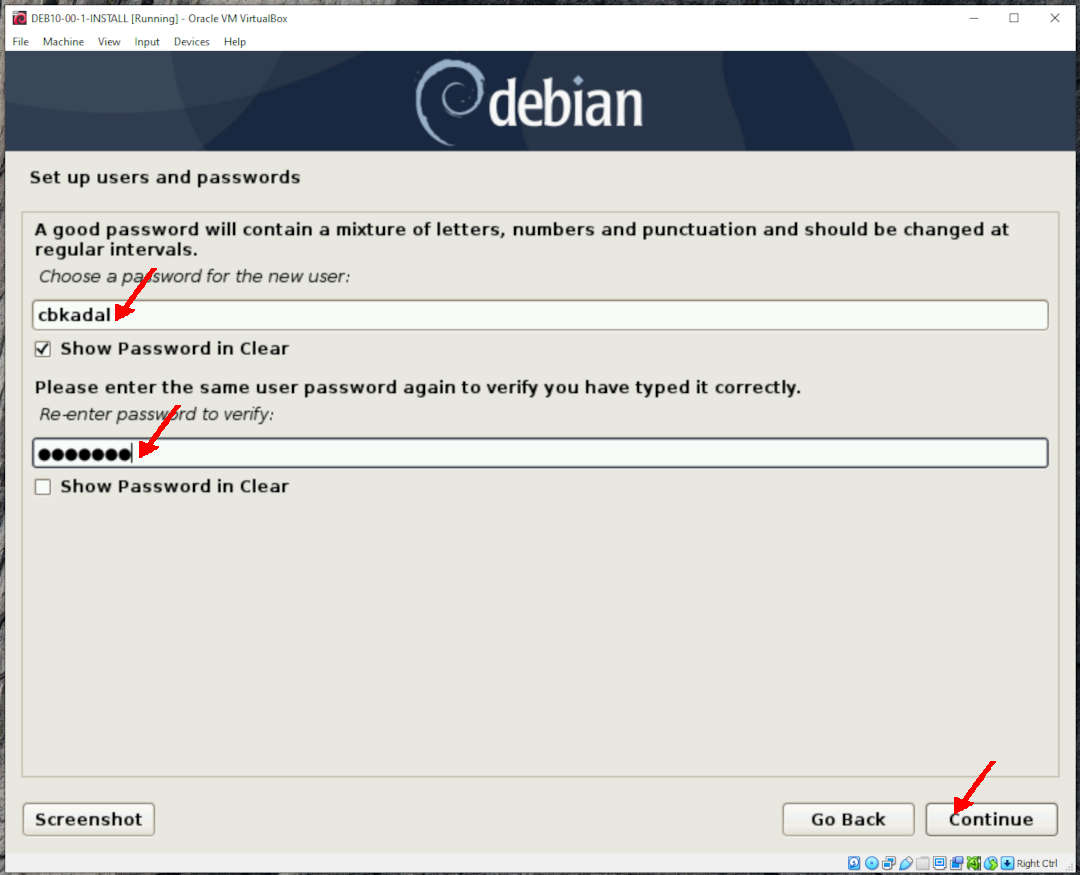 DEB10-00-1-INSTALL [Running] - Oracle VM VirtualBox
File Machine View Input Devices Help
debian
Set up users and passwords
A good password will contain a mixture of letters, numbers and punctuation and should be changed at
regular intervals.
Choose a password for the new user:
cbkadal
Show Password in Clear
Please enter the same user password again to verify you have typed it correctly.
Re-enter password to verify:
●●●●●●●
Show Password in Clear
Screenshot Go Back Continue
Right Ctrl